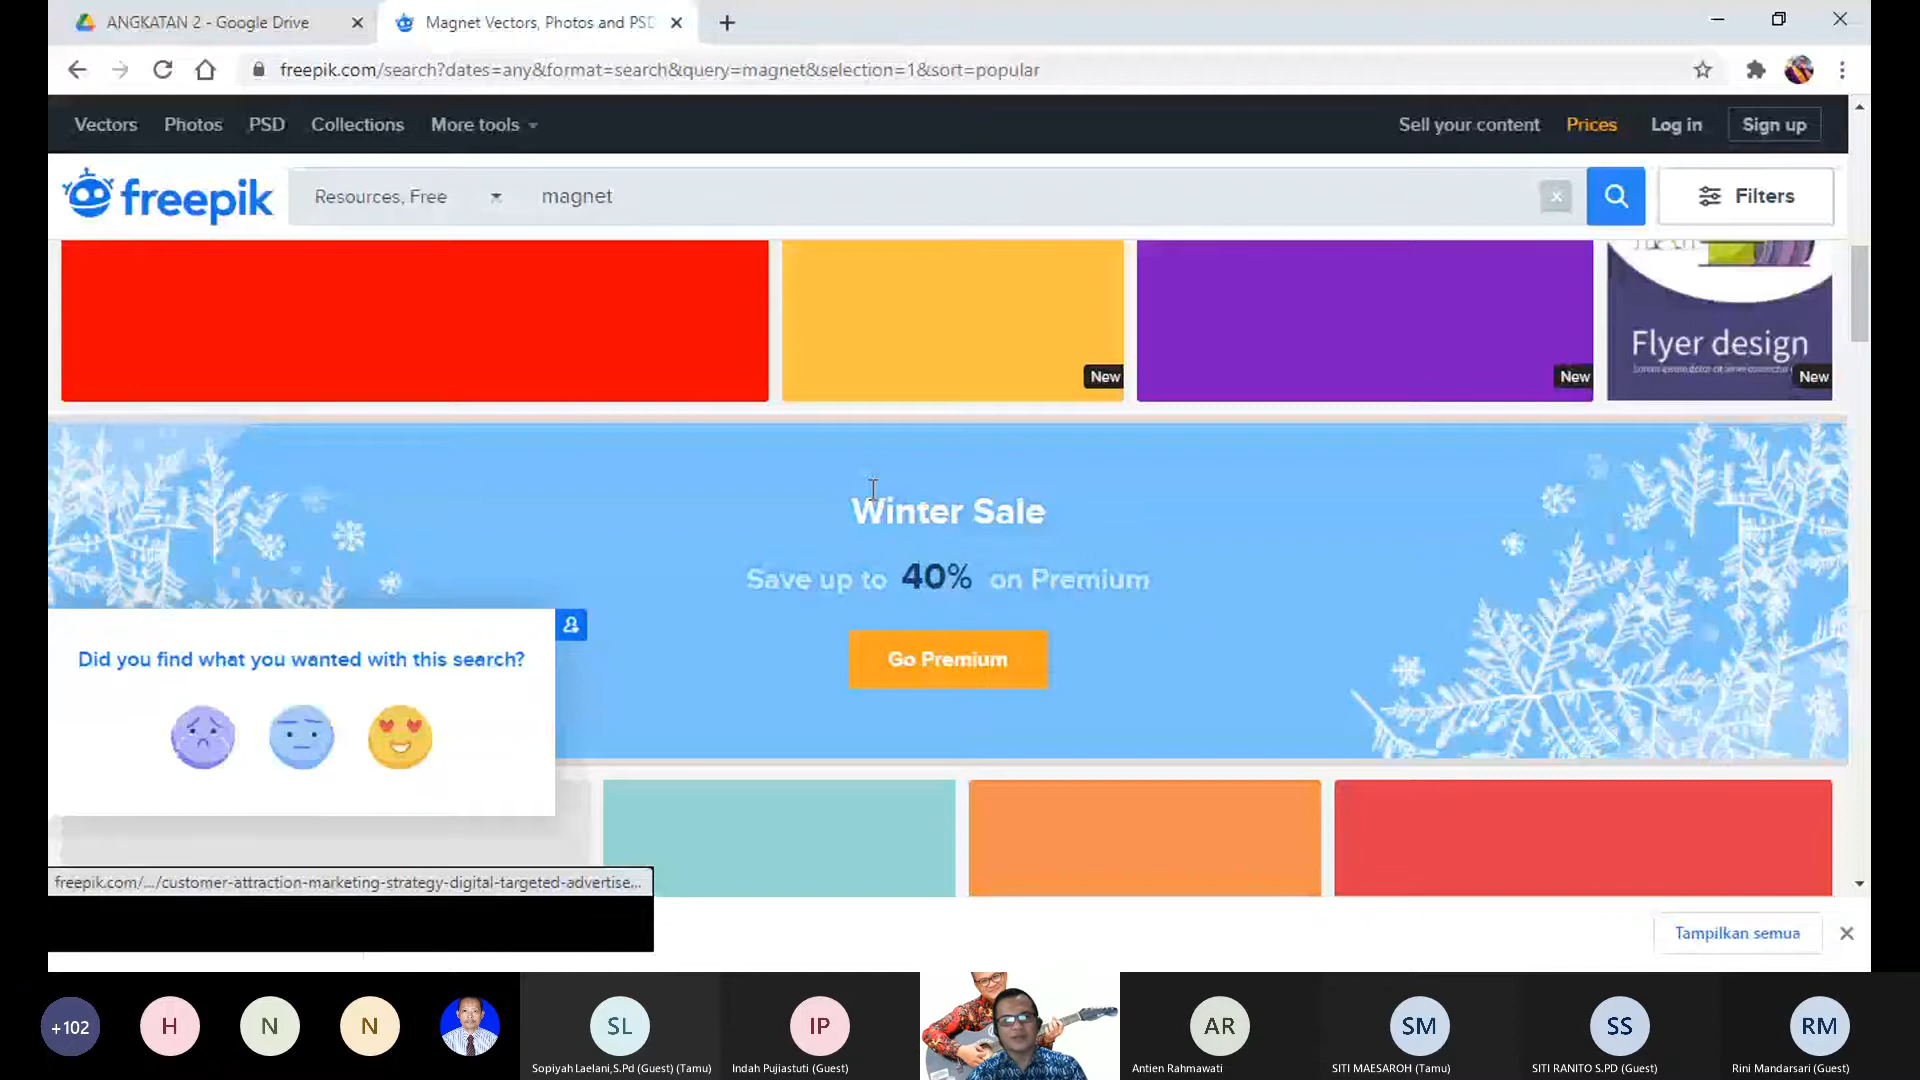 ANGKATAN 2 - Google Drive
Magnet Vectors, Photos and PSD
freepik.com/search?dates=any&format=search&query=magnet&selection=1&sort=popular
Vectors Photos PSD Collections More tools
Sell your content Prices Log in Sign up
freepik
Resources, Free
magnet
Filters
Flyer design
New
New
New
Winter Sale
Save up to 40% on Premium
Go Premium
Did you find what you wanted with this search?
freepik.com/.../customer-attraction-marketing-strategy-digital-targeted-advertise...
Tampilkan semua
+102
H
N
N
SL
IP
AR
SM
SS
RM
Sopiyah Laelani,S.Pd (Guest) (Tamu)
Indah Pujiastuti (Guest)
Antien Rahmawati
SITI MAESAROH (Tamu)
SITI RANITO S.PD (Guest)
Rini Mandarsari (Guest)